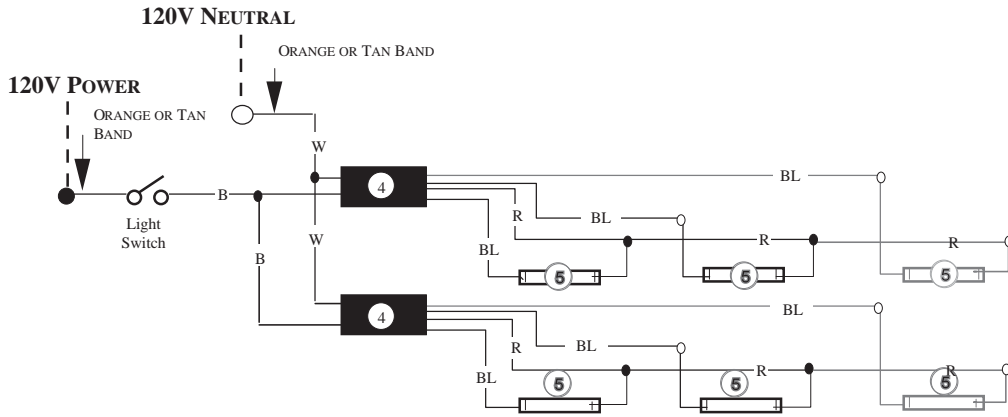 120V NEUTRAL
ORANGE OR TAN BAND
120V POWER
ORANGE OR TAN
BAND
W
4
BL
B
Light
Switch
R
BL
R
R
W
BL
B
5
5
5
4
BL
R
BL
R
R
BL
5
5
5